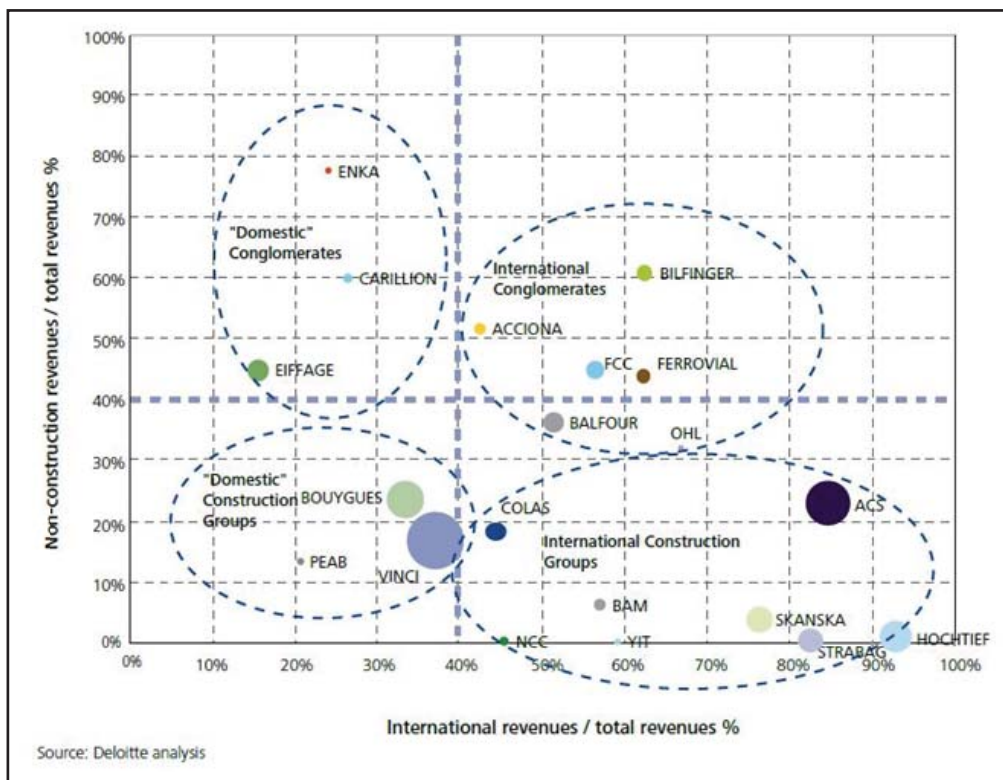 Non-construction revenues / total revenues %
100%
90%
80%
70%
60%
50%
40%
30%
20%
10%
0%
ENKA
"Domestic"
Conglomerates
CARILLION
EIFFAGE
International
Conglomerates
BILFINGER
ACCIONA
FCC
FERROVIAL
BALFOUR
OHL
"Domestic"
Construction
Groups
BOUYGUES
PEAB
VINCI
COLAS
ACS
International Construction
Groups
BAM
SKANSKA
NCC
YIT
STRABAG
HOCHTIEF
0%
10%
20%
30%
40%
50%
60%
70%
80%
90%
100%
International revenues / total revenues %
Source: Deloitte analysis